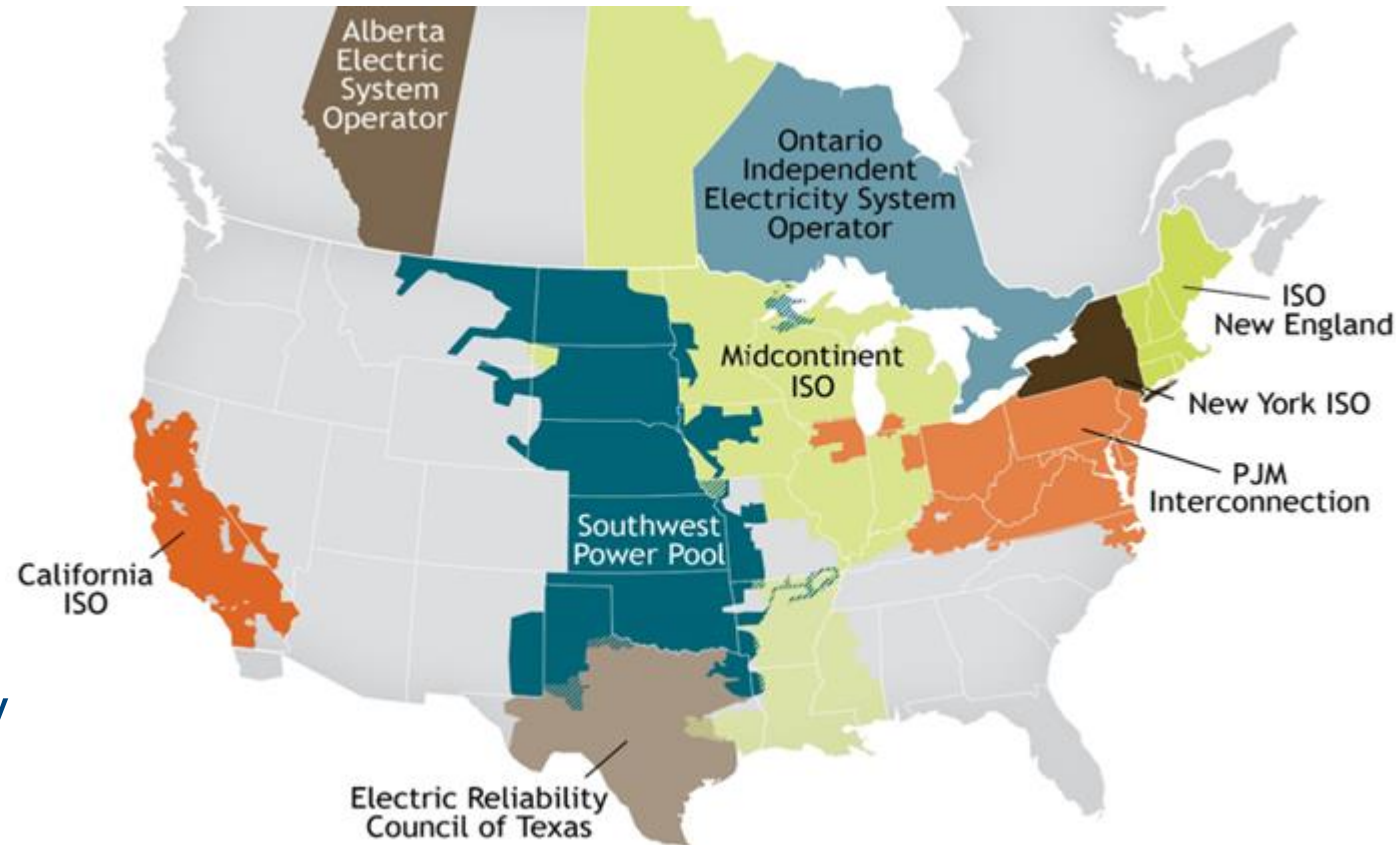 Alberta
Electric
System
Operator
Ontario
Independent
Electricity System
Operator
ISO
New England
Midcontinent
ISO
New York ISO
PJM
Interconnection
Southwest
Power Pool
California
ISO
y
Electric Reliability
Council of Texas